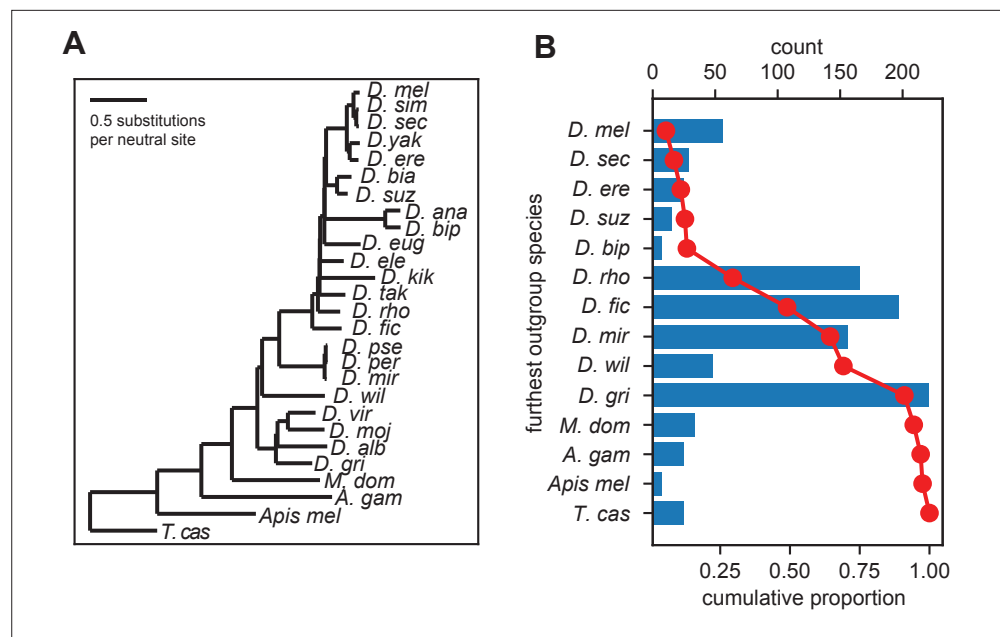 A
0.5 substitutions
per neutral site
D. mel
D. sim
D. sec
D.yak
D. ere
D. bia
D. suz
D. ana
D. bip
D. eug
D. ele
D. kik
D. tak
D. rho
D. fic
D. pse
D. per
D. mir
D. wil
D. vir
D. moj
D. alb
D. gri
M. dom
A. gam
Apis mel
T. cas
B
count
0 50 100 150 200
furthest outgroup species
D. mel
D. sec
D. ere
D. suz
D. bip
D. rho
D. fic
D. mir
D. wil
D. gri
M. dom
A. gam
Apis mel
T. cas
0.25 0.50 0.75 1.00
cumulative proportion